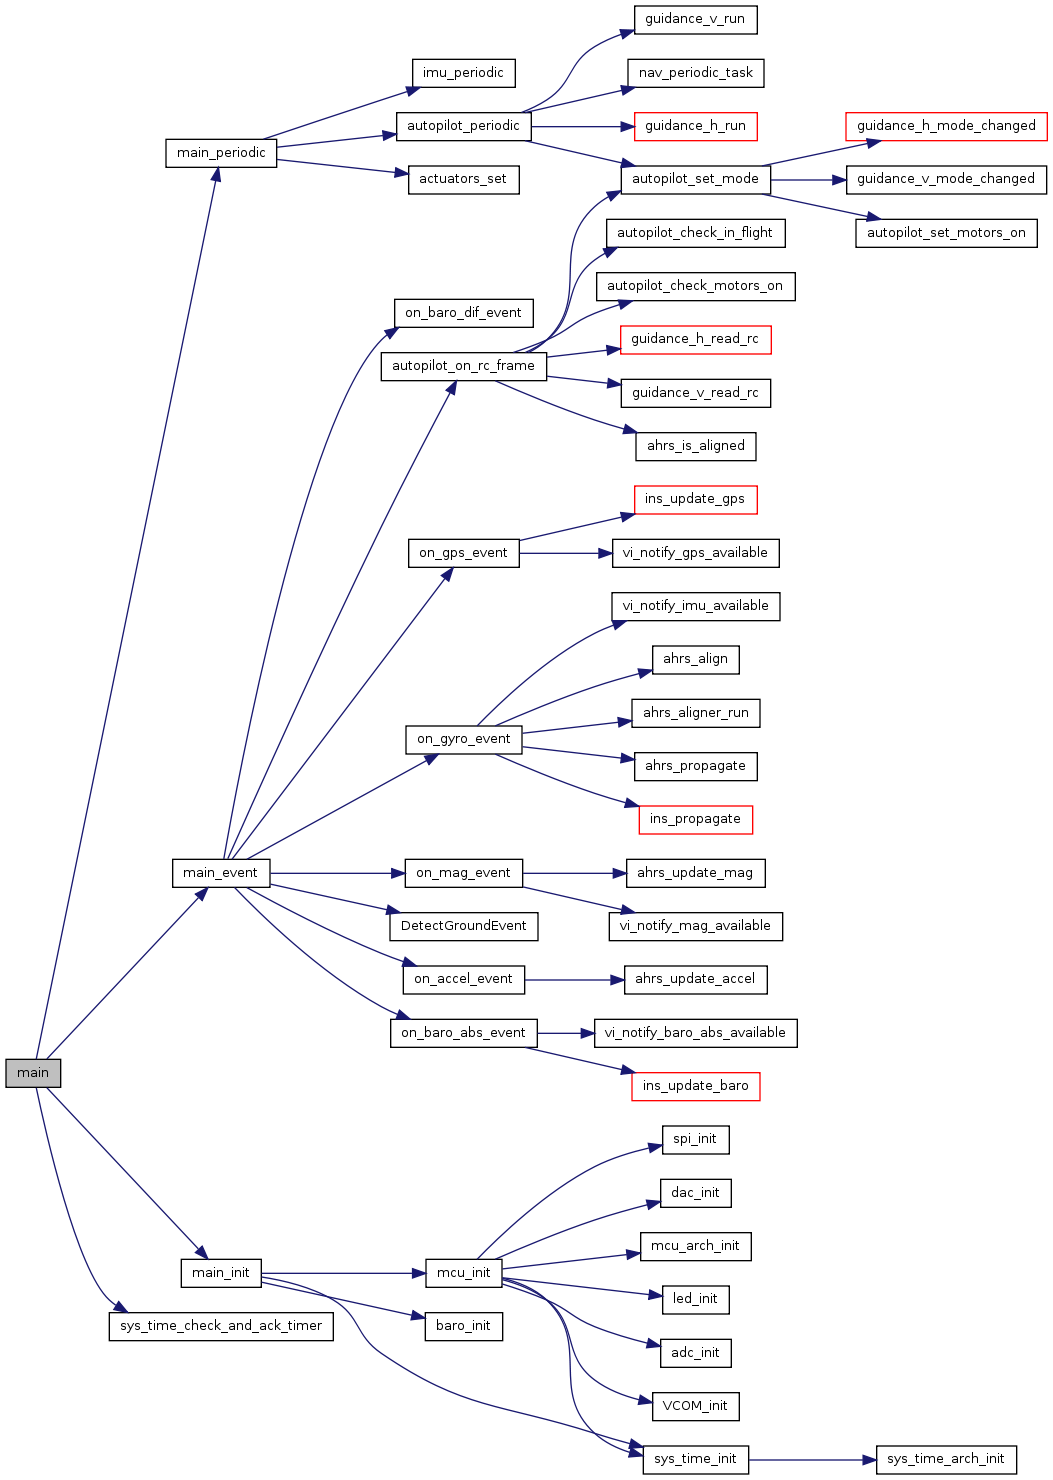 guidance_v_run
imu_periodic
nav_periodic_task
autopilot_periodic
guidance_h_run
guidance_h_mode_changed
main_periodic
actuators_set
autopilot_set_mode
guidance_v_mode_changed
autopilot_check_in_flight
autopilot_set_motors_on
autopilot_check_motors_on
on_baro_dif_event
guidance_h_read_rc
autopilot_on_rc_frame
guidance_v_read_rc
ahrs_is_aligned
ins_update_gps
on_gps_event
vi_notify_gps_available
vi_notify_imu_available
ahrs_align
ahrs_aligner_run
on_gyro_event
ahrs_propagate
ins_propagate
main_event
on_mag_event
ahrs_update_mag
DetectGroundEvent
vi_notify_mag_available
on_accel_event
ahrs_update_accel
on_baro_abs_event
vi_notify_baro_abs_available
main
ins_update_baro
spi_init
dac_init
mcu_arch_init
main_init
mcu_init
led_init
sys_time_check_and_ack_timer
baro_init
adc_init
VCOM_init
sys_time_init
sys_time_arch_init